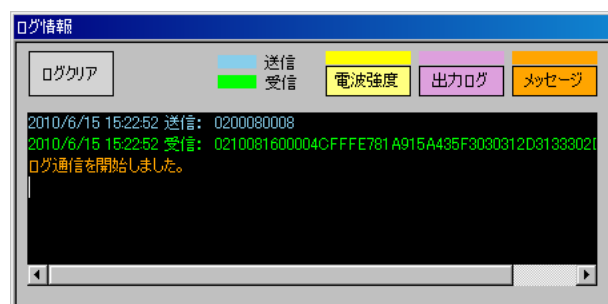 ログ情報
ログクリア
送信
受信
電波強度
出力ログ
メッセージ
2010/6/15 15:22:52 送信: 0200080008
2010/6/15 15:22:52 受信: 0210081600004CFFFE781A915A435F3030312D3133302
ログ通信を開始しました。